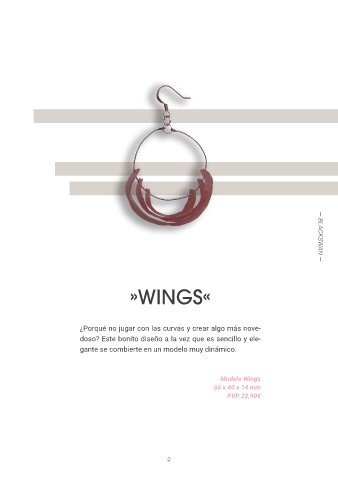 — BLACKSWAN —
»WINGS«
¿Porqué no jugar con las curvas y crear algo más nove-
doso? Este bonito diseño a la vez que es sencillo y ele-
gante se combierte en un modelo muy dinámico.
Modelo Wings
66 x 40 x 14 mm
PVP 22,90€
9